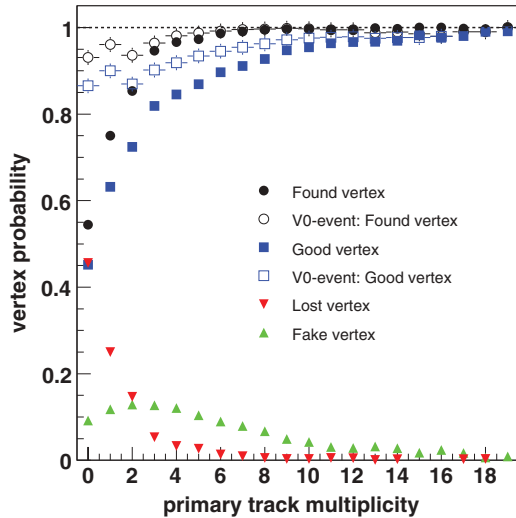 vertex probability
1
0.8
0.6
0.4
0.2
0
Found vertex
V0-event: Found vertex
Good vertex
V0-event: Good vertex
Lost vertex
Fake vertex
0 2 4 6 8 10 12 14 16 18
primary track multiplicity